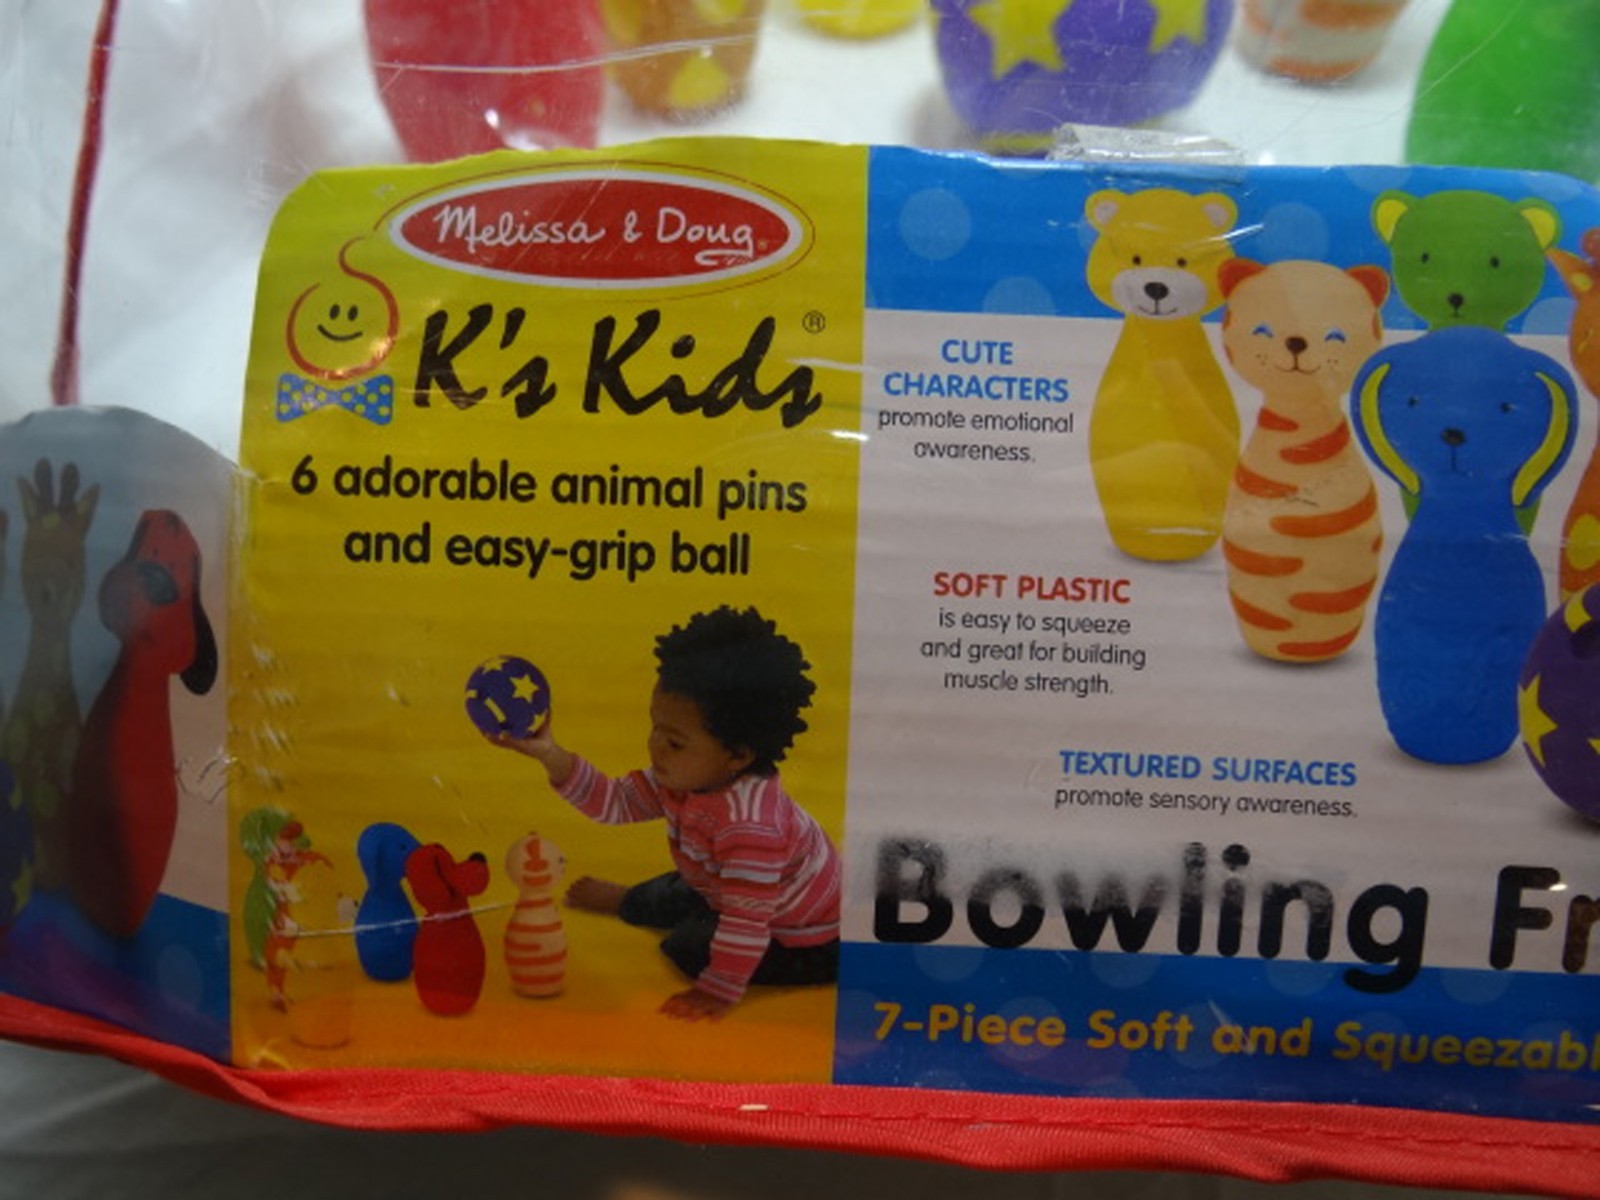 Melissa & Doug
K's Kids®
6 adorable animal pins
and easy-grip ball
CUTE
CHARACTERS
promote emotional
awareness.
SOFT PLASTIC
is easy to squeeze
and great for building
muscle strength.
TEXTURED SURFACES
promote sensory awareness.
Bowling Fr
7-Piece Soft and Squeezabl